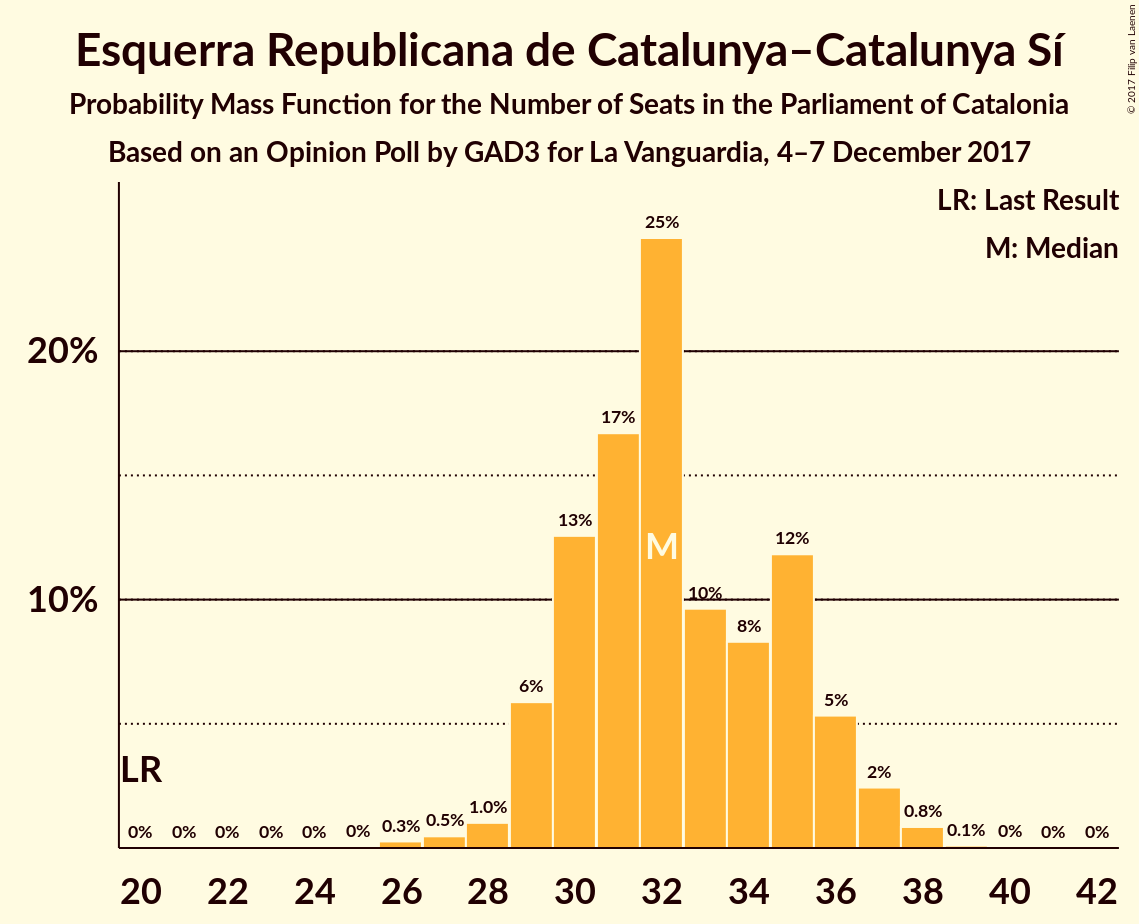 Esquerra Republicana de Catalunya–Catalunya Sí
Probability Mass Function for the Number of Seats in the Parliament of Catalonia
Based on an Opinion Poll by GAD3 for La Vanguardia, 4–7 December 2017
© 2017 Filip van Laenen
LR: Last Result
M: Median
25%
20%
17%
13%
M
12%
10%
10%
8%
6%
5%
LR
2%
0% 0% 0% 0% 0% 0% 0.3% 0.5% 1.0% 0.8% 0.1% 0% 0% 0%
20 22 24 26 28 30 32 34 36 38 40 42